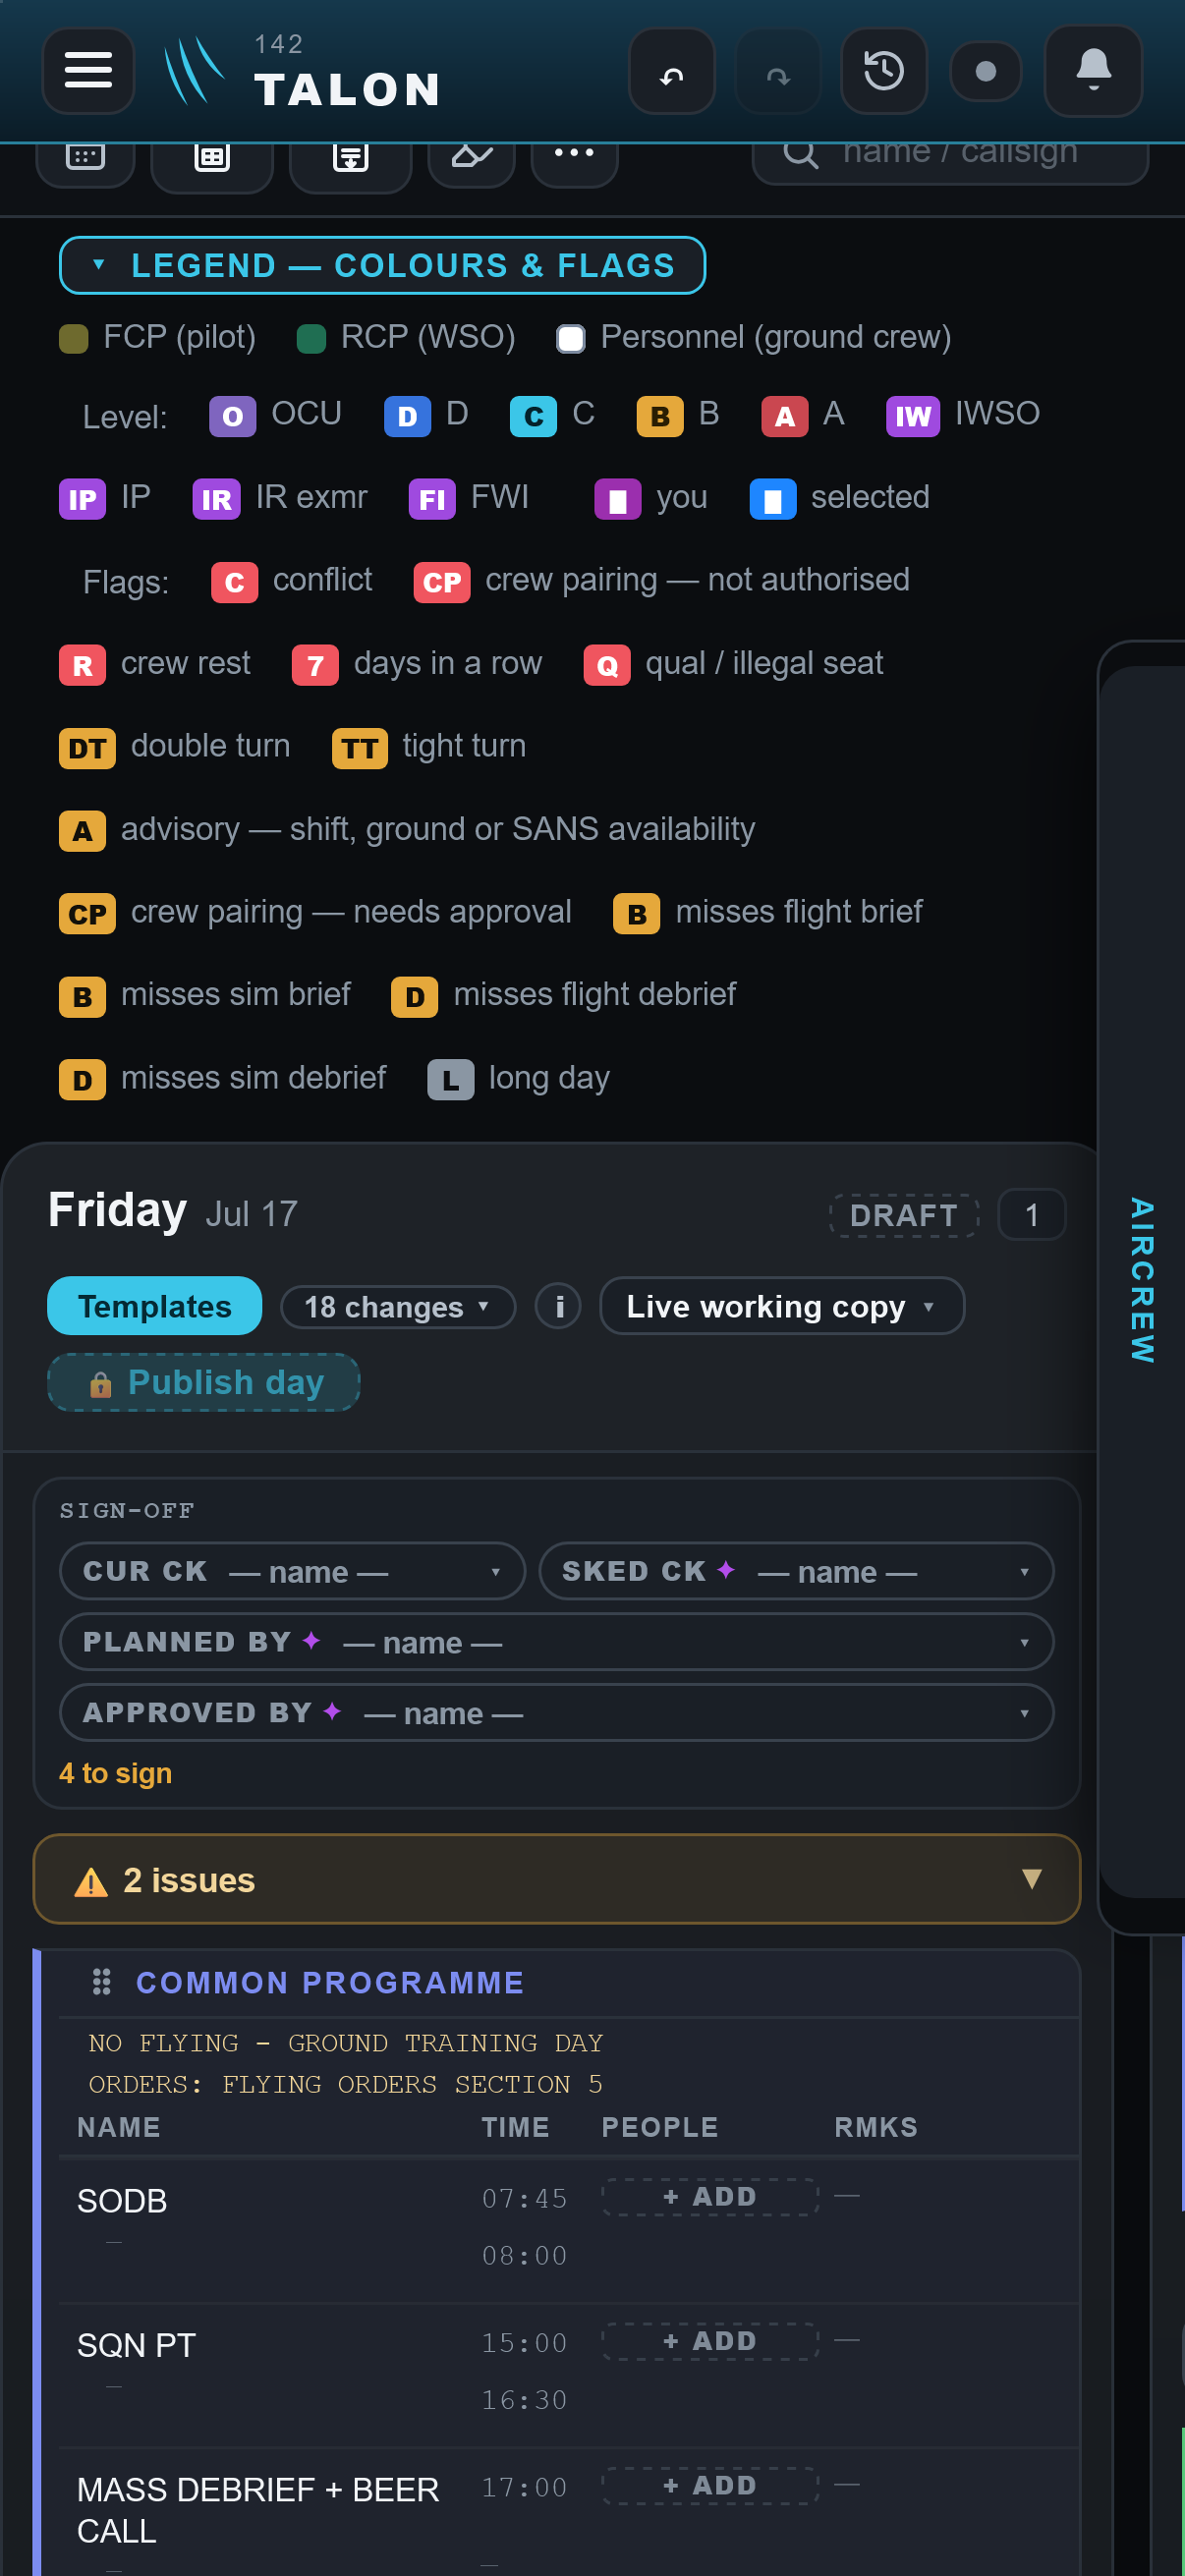 142
TALON
name / callsign
LEGEND — COLOURS & FLAGS
FCP (pilot) RCP (WSO) Personnel (ground crew)
Level: O OCU D D C C B B A A IW IWSO
IP IP IR IR exmr FI FWI you selected
Flags: C conflict CP crew pairing — not authorised
R crew rest 7 days in a row Q qual / illegal seat
DT double turn TT tight turn
A advisory — shift, ground or SANS availability
CP crew pairing — needs approval B misses flight brief
B misses sim brief D misses flight debrief
D misses sim debrief L long day
AIRCREW
Friday Jul 17 DRAFT 1
Templates 18 changes i Live working copy
Publish day
SIGN-OFF
CUR CK — name — SKED CK — name —
PLANNED BY — name —
APPROVED BY — name —
4 to sign
2 issues
COMMON PROGRAMME
NO FLYING - GROUND TRAINING DAY
ORDERS: FLYING ORDERS SECTION 5
NAME TIME PEOPLE RMKS
SODB 07:45 + ADD —
— 08:00
SQN PT 15:00 + ADD —
— 16:30
MASS DEBRIEF + BEER CALL 17:00 + ADD —
— —